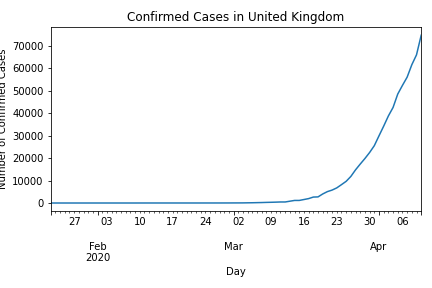 Confirmed Cases in United Kingdom
Number of Confirmed Cases
70000
60000
50000
40000
30000
20000
10000
0
27 03 10 17 24 02 09 16 23 30 06
Feb Mar Apr
2020
Day